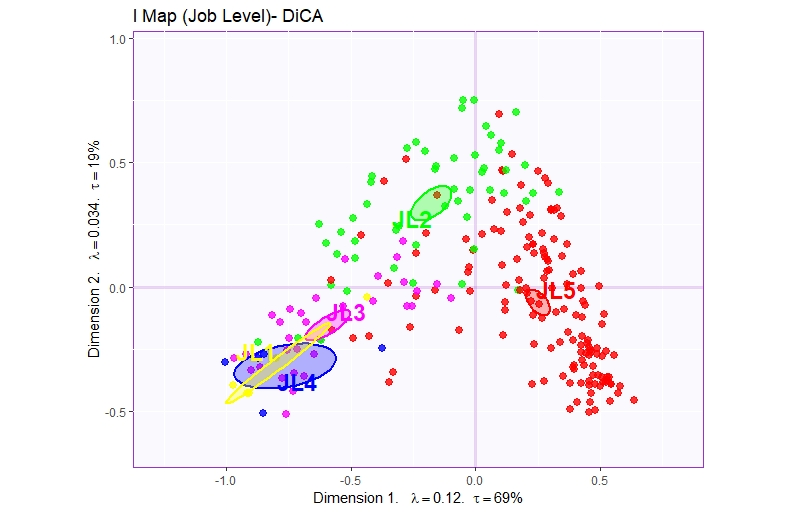 I Map (Job Level)- DiCA
1.0
0.5
0.0
-0.5
Dimension 2. λ = 0.034. τ = 19%
JL2
JL5
JL3
JL1
JL4
-1.0 -0.5 0.0 0.5
Dimension 1. λ = 0.12. τ = 69%